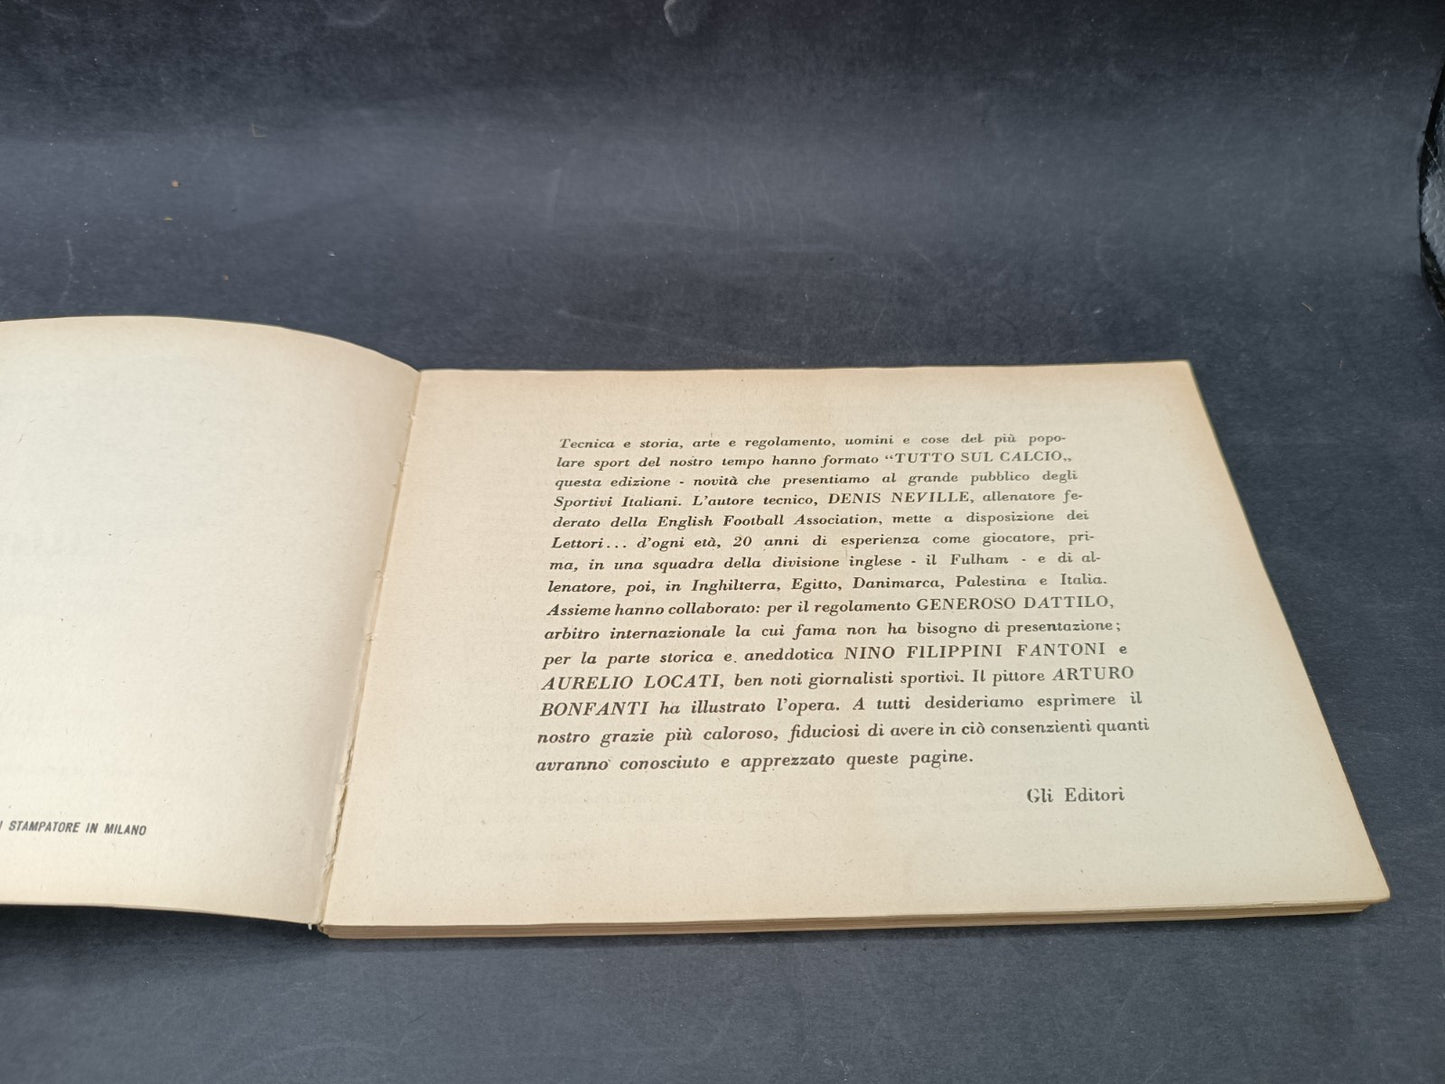 I STAMPATORE IN MILANO
Tecnica e storia, arte e regolamento, uomini e cose del più popo-
lare sport del nostro tempo hanno formato “TUTTO SUL CALCIO„
questa edizione - novità che presentiamo al grande pubblico degli
Sportivi Italiani. L'autore tecnico, DENIS NEVILLE, allenatore fe-
derato della English Football Association, mette a disposizione dei
Lettori... d'ogni età, 20 anni di esperienza come giocatore, pri-
ma, in una squadra della divisione inglese - il Fulham - e di al-
lenatore, poi, in Inghilterra, Egitto, Danimarca, Palestina e Italia.
Assieme hanno collaborato: per il regolamento GENEROSO DATTILO,
arbitro internazionale la cui fama non ha bisogno di presentazione;
per la parte storica e aneddotica NINO FILIPPINI FANTONI e
AURELIO LOCATI, ben noti giornalisti sportivi. Il pittore ARTURO
BONFANTI ha illustrato l'opera. A tutti desideriamo esprimere il
nostro grazie più caloroso, fiduciosi di avere in ciò consenzienti quanti
avranno conosciuto e apprezzato queste pagine.
Gli Editori